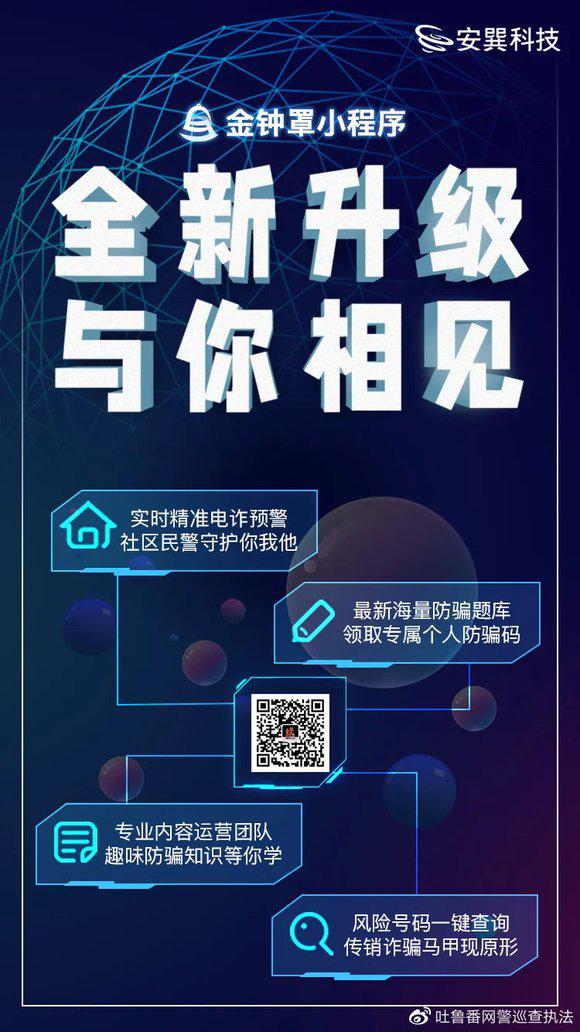 安巽科技
金钟罩小程序
全新升级
与你相见
实时精准电诈预警
社区民警守护你我他
最新海量防骗题库
领取专属个人防骗码
专业内容运营团队
趣味防骗知识等你学
风险号码一键查询
传销诈骗马甲现原形
吐鲁番网警巡查执法